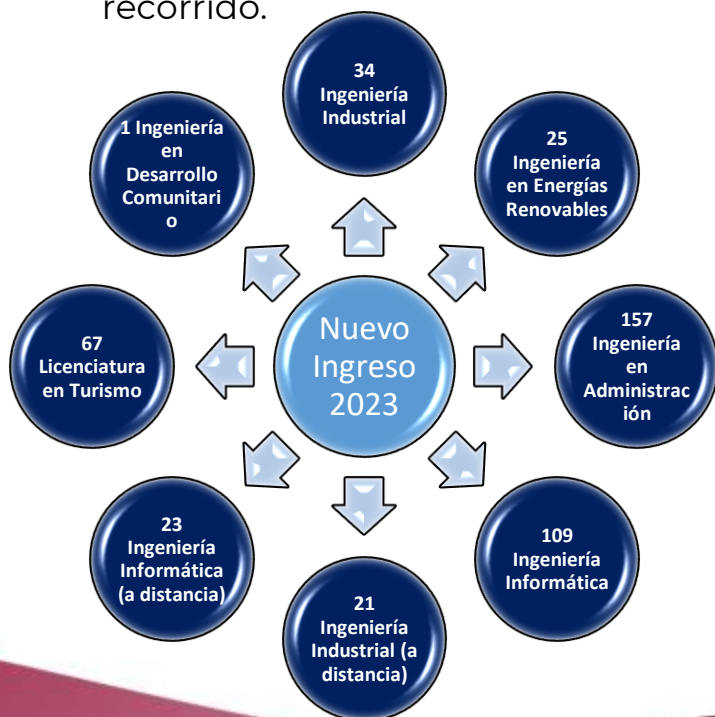 recorrido.
34
Ingeniería
Industrial
25
Ingeniería
en Energías
Renovables
157
Ingeniería
en
Administrac
ión
109
Ingeniería
Informática
21
Ingeniería
Industrial (a
distancia)
23
Ingeniería
Informática
(a distancia)
67
Licenciatura
en Turismo
1 Ingeniería
en
Desarrollo
Comunitari
o
Nuevo
Ingreso
2023